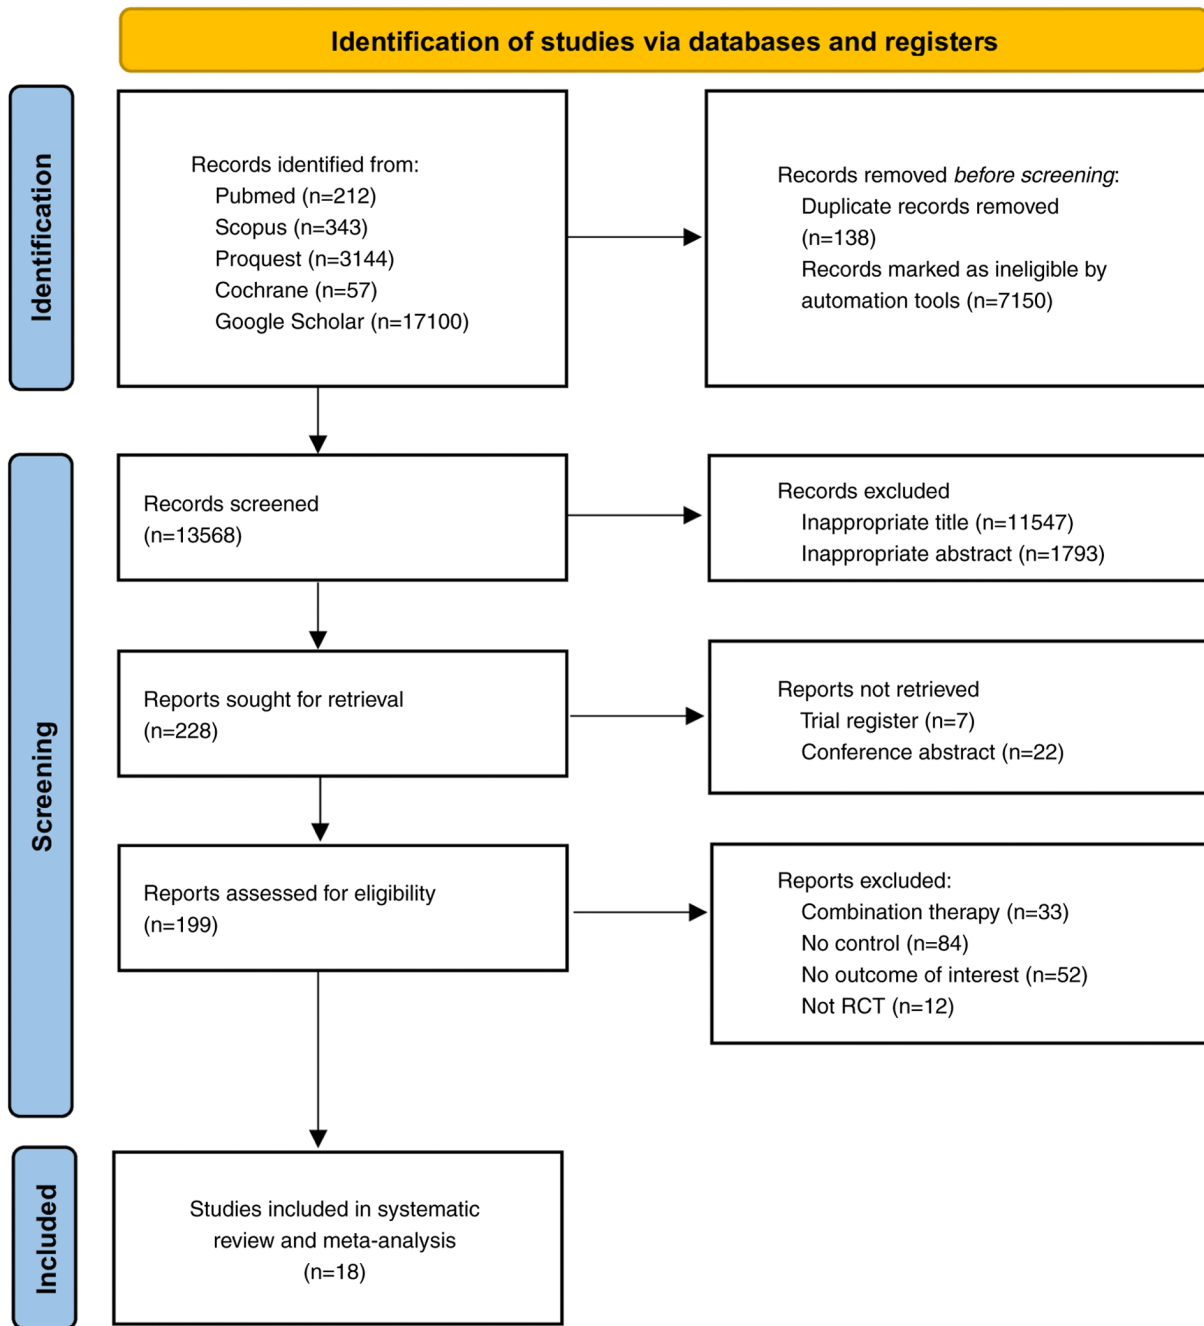 Identification of studies via databases and registers
Identification
Records identified from:
Pubmed (n=212)
Scopus (n=343)
Proquest (n=3144)
Cochrane (n=57)
Google Scholar (n=17100)
Records removed before screening:
Duplicate records removed
(n=138)
Records marked as ineligible by
automation tools (n=7150)
Screening
Records screened
(n=13568)
Records excluded
Inappropriate title (n=11547)
Inappropriate abstract (n=1793)
Reports sought for retrieval
(n=228)
Reports not retrieved
Trial register (n=7)
Conference abstract (n=22)
Reports assessed for eligibility
(n=199)
Reports excluded:
Combination therapy (n=33)
No control (n=84)
No outcome of interest (n=52)
Not RCT (n=12)
Included
Studies included in systematic
review and meta-analysis
(n=18)